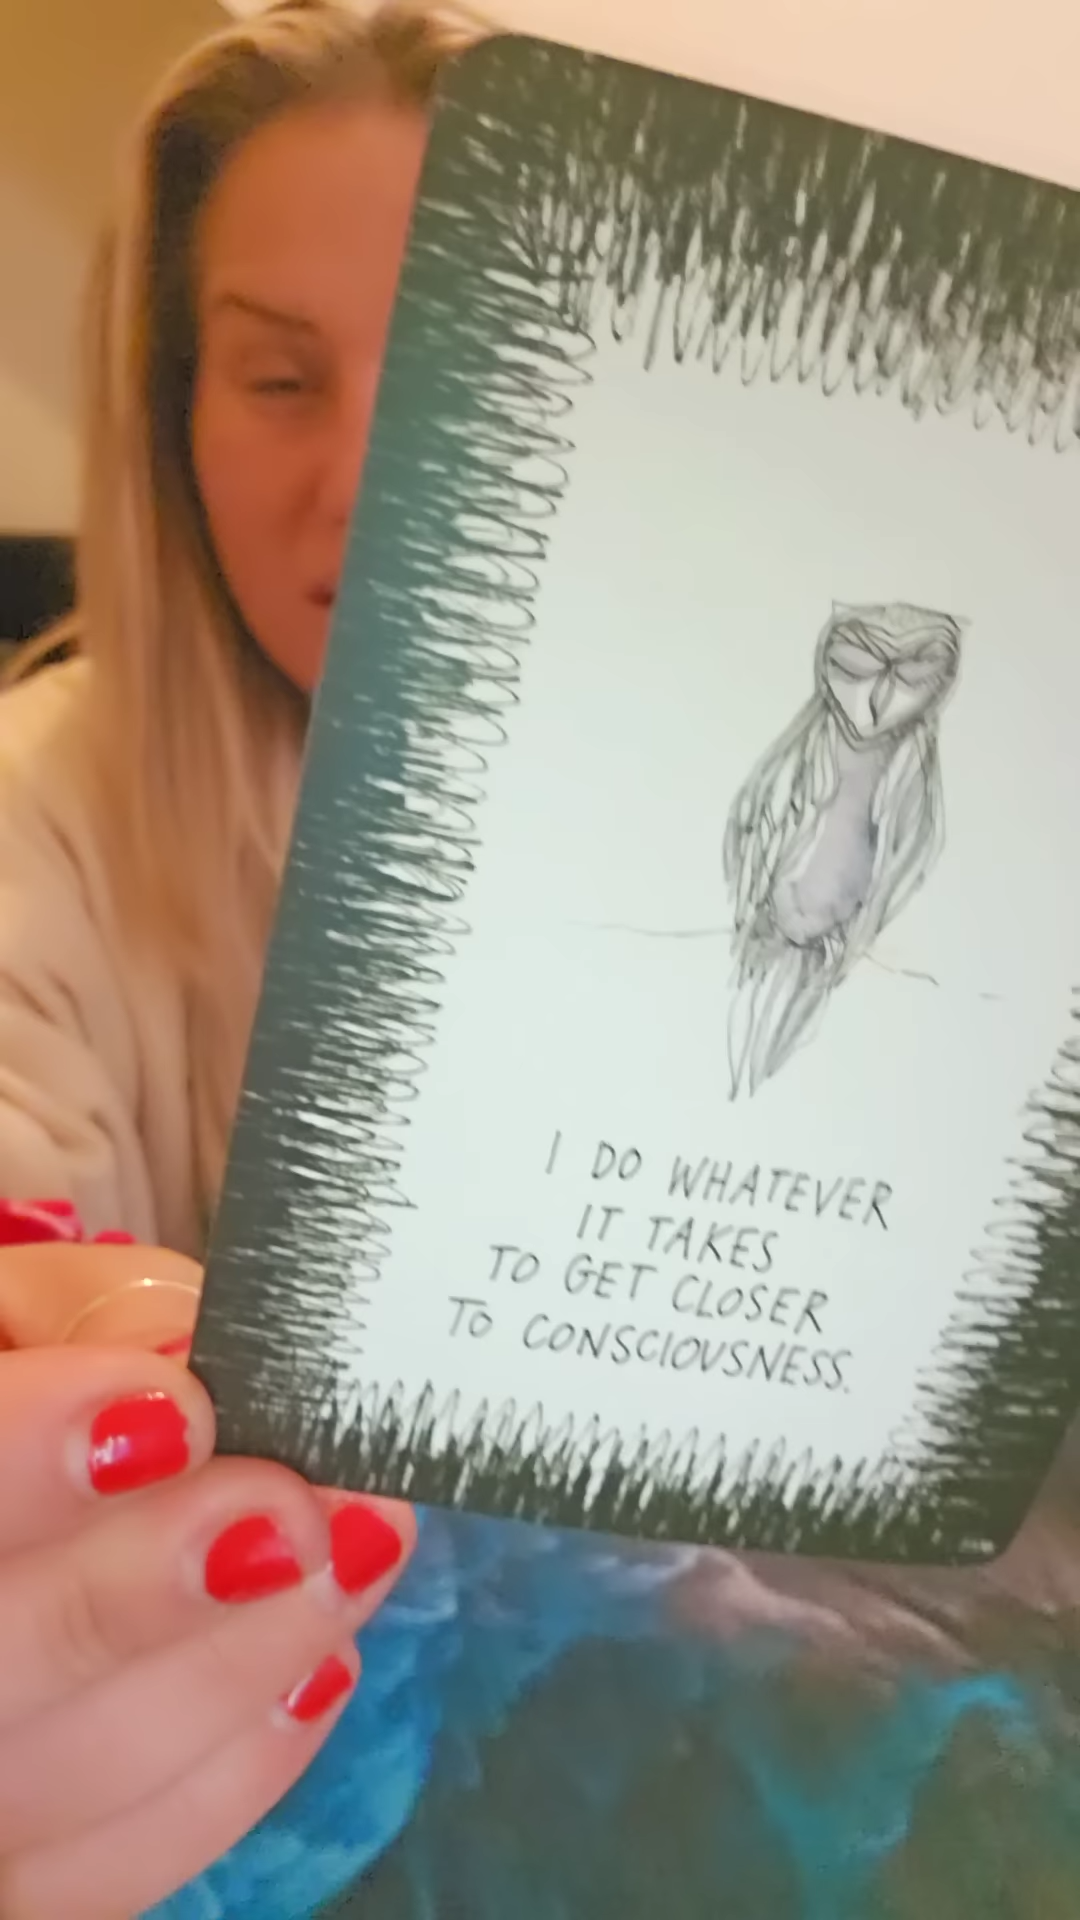 I DO WHATEVER
IT TAKES
TO GET CLOSER
TO CONSCIOUSNESS.